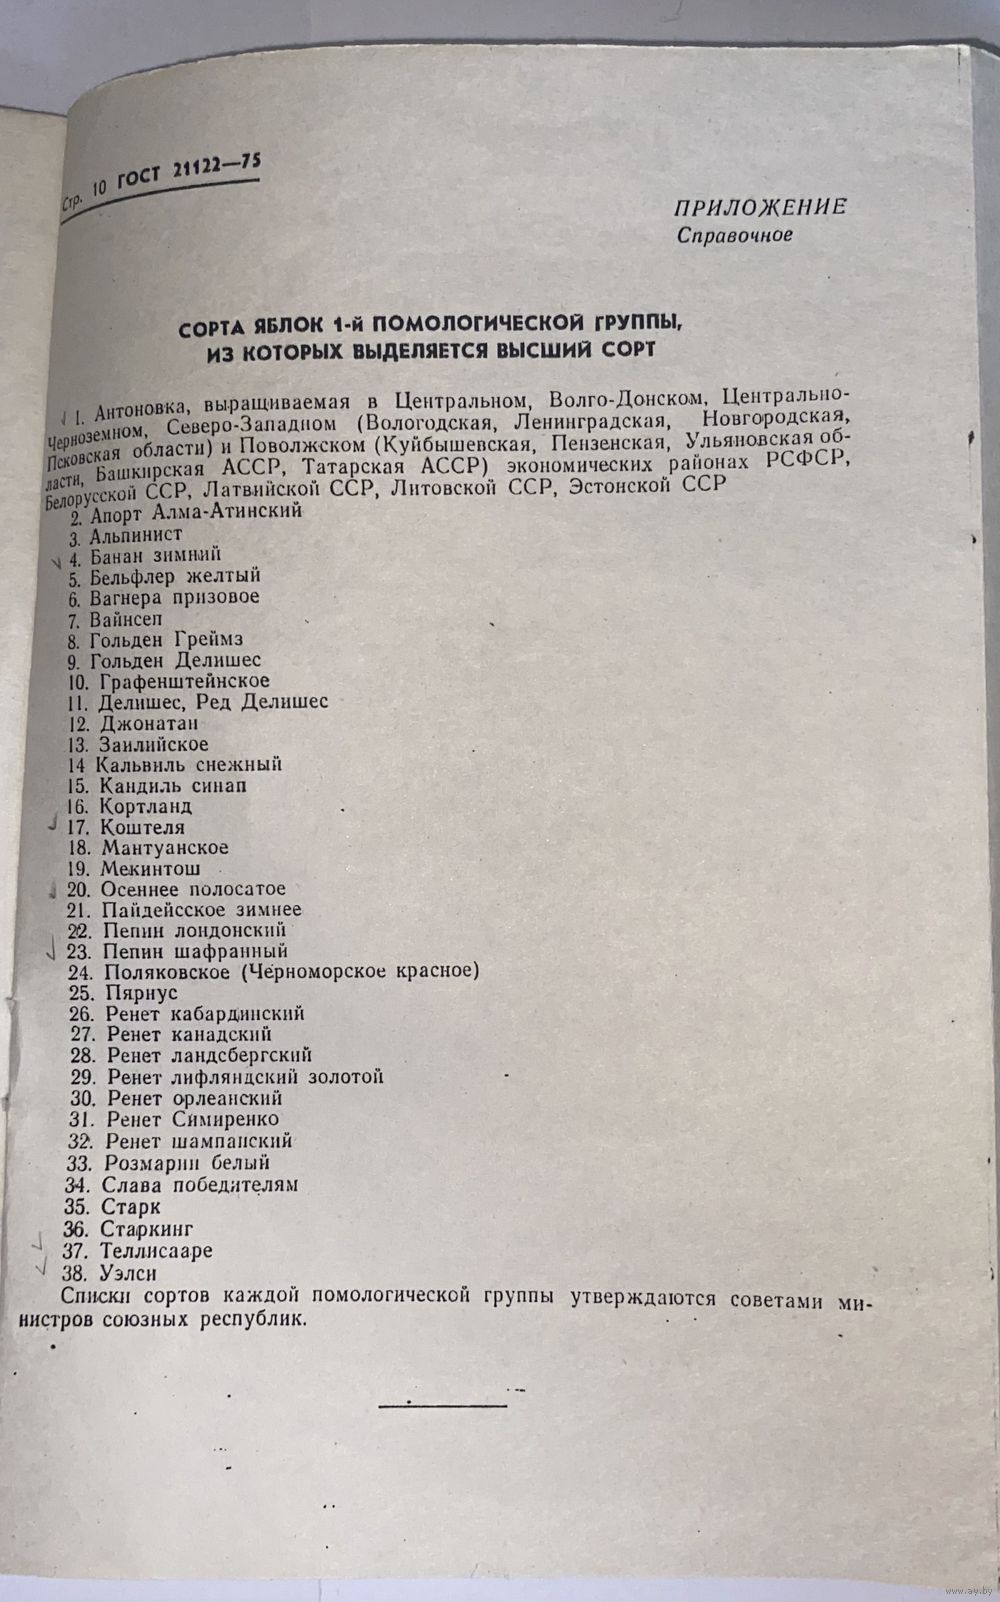 Стр. 10 ГОСТ 21122—75
ПРИЛОЖЕНИЕ
Справочное
СОРТА ЯБЛОК 1-й ПОМОЛОГИЧЕСКОЙ ГРУППЫ,
ИЗ КОТОРЫХ ВЫДЕЛЯЕТСЯ ВЫСШИЙ СОРТ
1. Антоновка, выращиваемая в Центральном, Волго-Донском, Центрально-
Черноземном, Северо-Западном (Вологодская, Ленинградская, Новгородская,
Псковская области) и Поволжском (Куйбышевская, Пензенская, Ульяновская об-
ласти, Башкирская АССР, Татарская АССР) экономических районах РСФСР,
Белорусской ССР, Латвийской ССР, Литовской ССР, Эстонской ССР
2. Апорт Алма-Атинский
3. Альпинист
4. Банан зимний
5. Бельфлер желтый
6. Вагнера призовое
7. Вайнсеп
8. Гольден Греймз
9. Гольден Делишес
10. Графенштейнское
11. Делишес, Ред Делишес
12. Джонатан
13. Заилийское
14 Кальвиль снежный
15. Кандиль синап
16. Кортланд
17. Коштеля
18. Мантуанское
19. Мекинтош
20. Осеннее полосатое
21. Пайдейсское зимнее
22. Пепин лондонский
23. Пепин шафранный
24. Поляковское (Черноморское красное)
25. Пярнус
26. Ренет кабардинский
27. Ренет канадский
28. Ренет ландсбергский
29. Ренет лифляндский золотой
30. Ренет орлеанский
31. Ренет Симиренко
32. Ренет шампанский
33. Розмарин белый
34. Слава победителям
35. Старк
36. Старкинг
37. Теллисааре
38. Уэлси
Списки сортов каждой помологической группы утверждаются советами ми-
нистров союзных республик.
www.ay.by